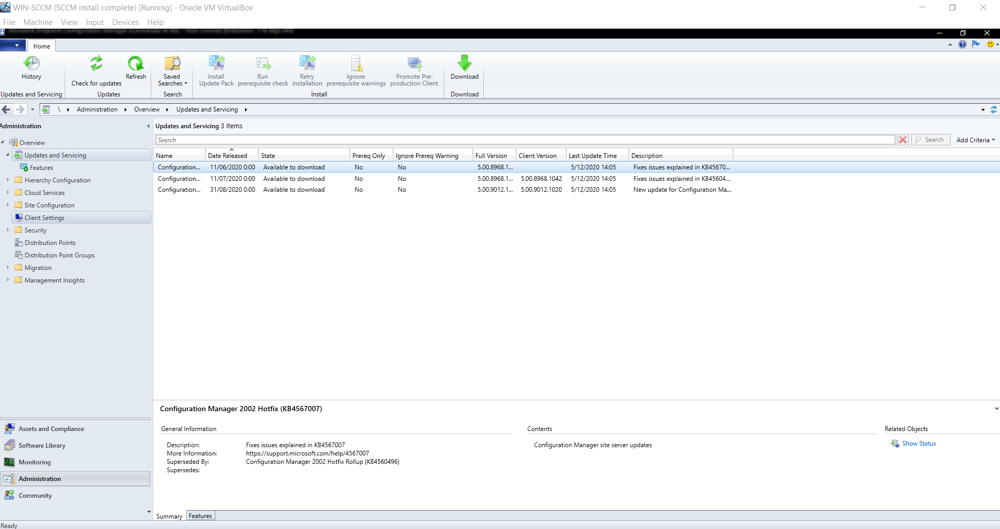 WIN-SCCM (SCCM install complete) [Running] - Oracle VM VirtualBox
File Machine View Input Devices Help
Microsoft Endpoint Configuration Manager (Connected to BEL - Nick Corona) (Evaluation, 178 days left)
Home
History
Check for updates
Refresh
Saved Searches
Install Update Pack
Run prerequisite check
Retry installation
Ignore prerequisite warnings
Promote Pre-production Client
Download
Updates and Servicing
Updates
Search
Install
Download
\ Administration Overview Updates and Servicing
Administration
Overview
Updates and Servicing
Features
Hierarchy Configuration
Cloud Services
Site Configuration
Client Settings
Security
Distribution Points
Distribution Point Groups
Migration
Management Insights
Assets and Compliance
Software Library
Monitoring
Administration
Community
Updates and Servicing 3 items
Search
Search
Add Criteria
Name Date Released State Prereq Only Ignore Prereq Warning Full Version Client Version Last Update Time Description
Configuration... 11/06/2020 0:00 Available to download No No 5.00.8968.1... 5/12/2020 14:05 Fixes issues explained in KB45670...
Configuration... 11/07/2020 0:00 Available to download No No 5.00.8968.1... 5.00.8968.1042 5/12/2020 14:05 Fixes issues explained in KB45604...
Configuration... 31/08/2020 0:00 Available to download No No 5.00.9012.1... 5.00.9012.1020 5/12/2020 14:05 New update for Configuration Ma...
Configuration Manager 2002 Hotfix (KB4567007)
General Information
Description: Fixes issues explained in KB4567007
More Information: https://support.microsoft.com/help/4567007
Superseded By: Configuration Manager 2002 Hotfix Rollup (KB4560496)
Supersedes:
Contents
Configuration Manager site server updates
Related Objects
Show Status
Summary Features
Ready